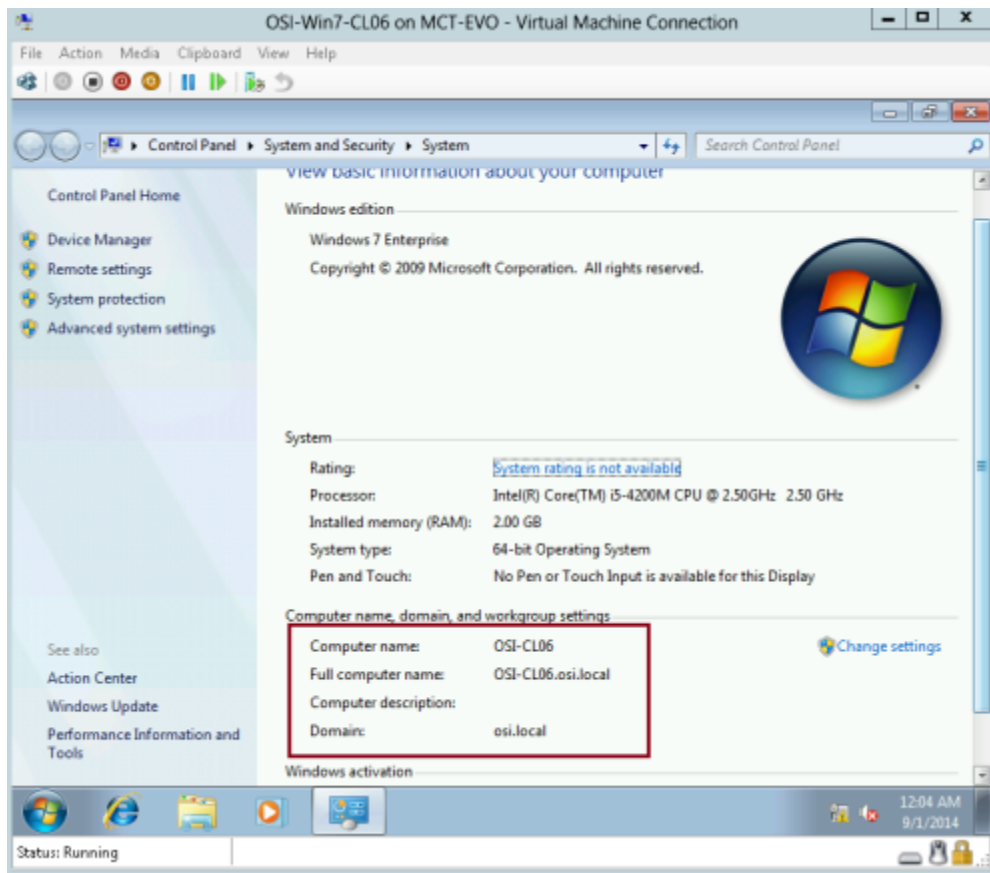 OSI-Win7-CL06 on MCT-EVO - Virtual Machine Connection
File Action Media Clipboard View Help
Control Panel System and Security System Search Control Panel
Control Panel Home
Device Manager
Remote settings
System protection
Advanced system settings
See also
Action Center
Windows Update
Performance Information and
Tools
View basic information about your computer
Windows edition
Windows 7 Enterprise
Copyright © 2009 Microsoft Corporation. All rights reserved.
System
Rating: System rating is not available
Processor: Intel(R) Core(TM) i5-4200M CPU @ 2.50GHz 2.50 GHz
Installed memory (RAM): 2.00 GB
System type: 64-bit Operating System
Pen and Touch: No Pen or Touch Input is available for this Display
Computer name, domain, and workgroup settings
Computer name: OSI-CL06 Change settings
Full computer name: OSI-CL06.osi.local
Computer description:
Domain: osi.local
Windows activation
12:04 AM
9/1/2014
Status: Running